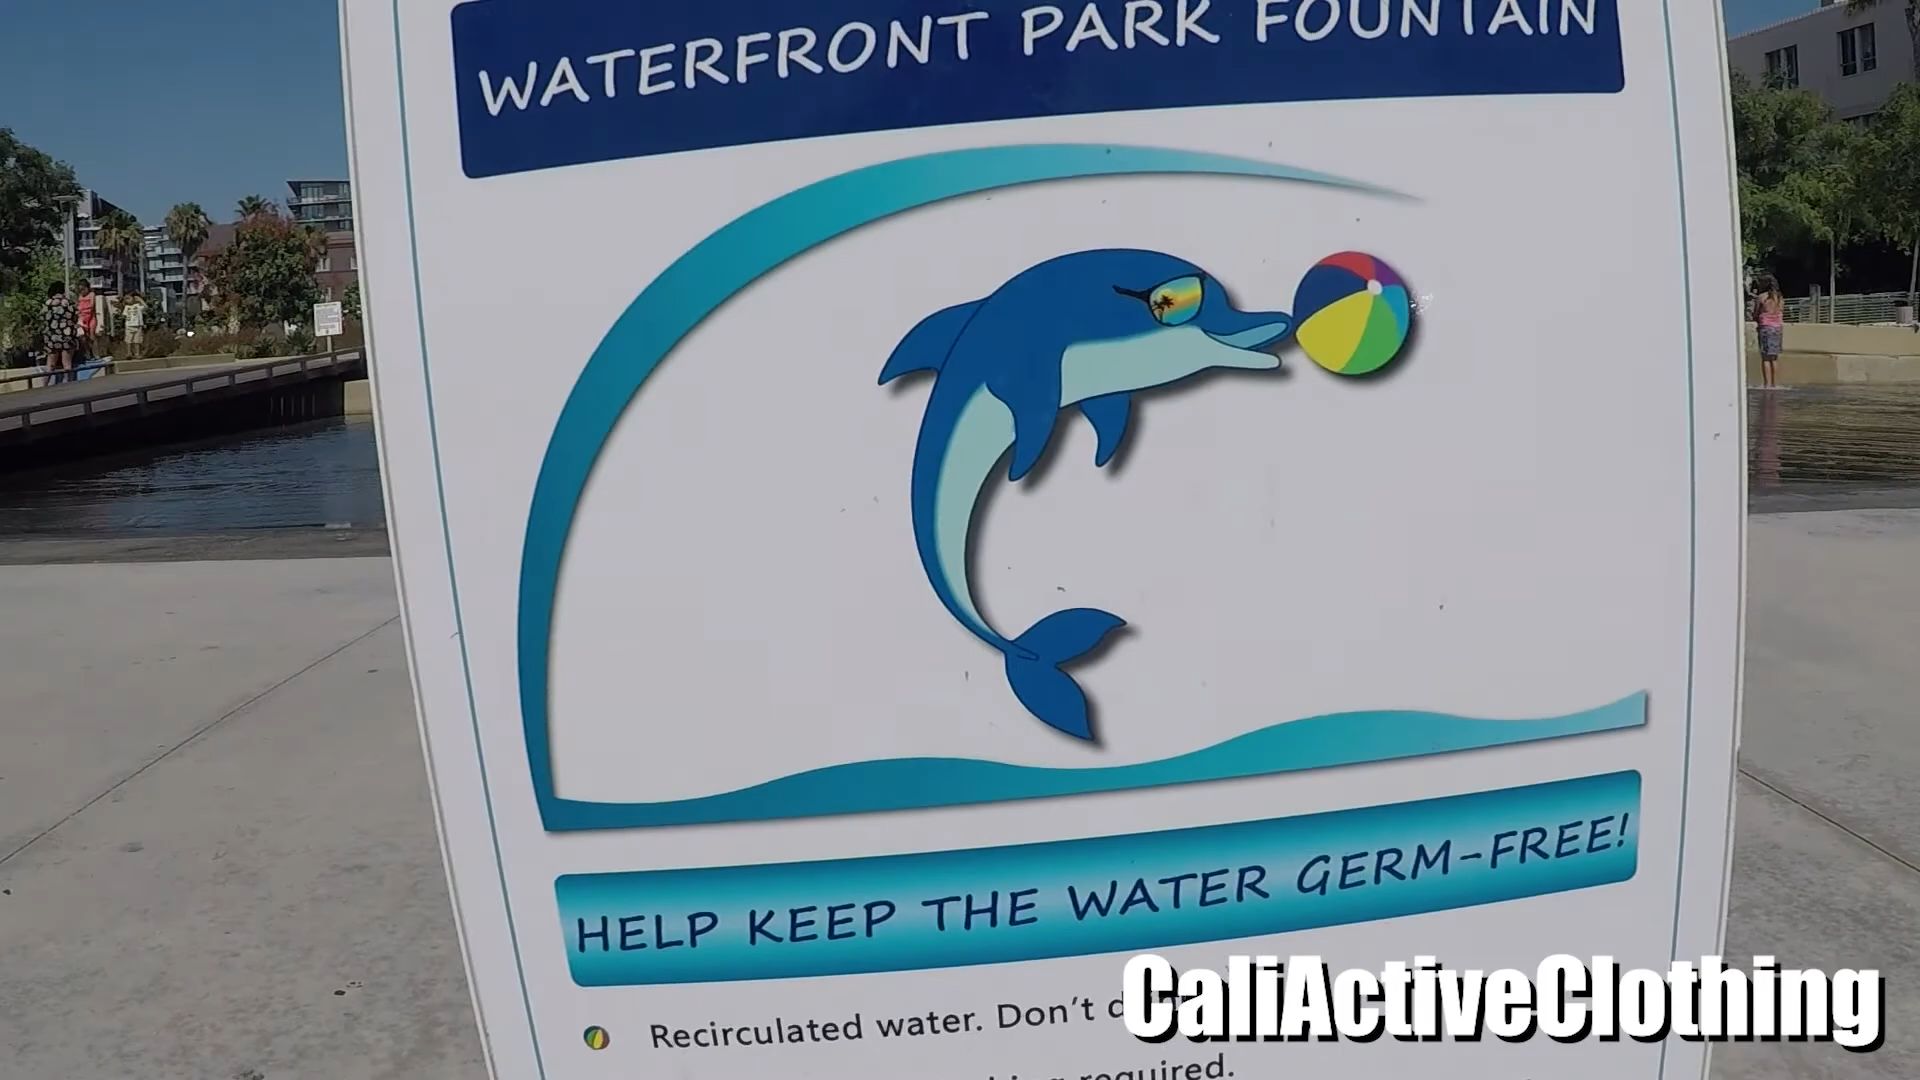 WATERFRONT PARK FOUNTAIN
HELP KEEP THE WATER GERM-FREE!
Recirculated water. Don't
required.
CaliActiveClothing